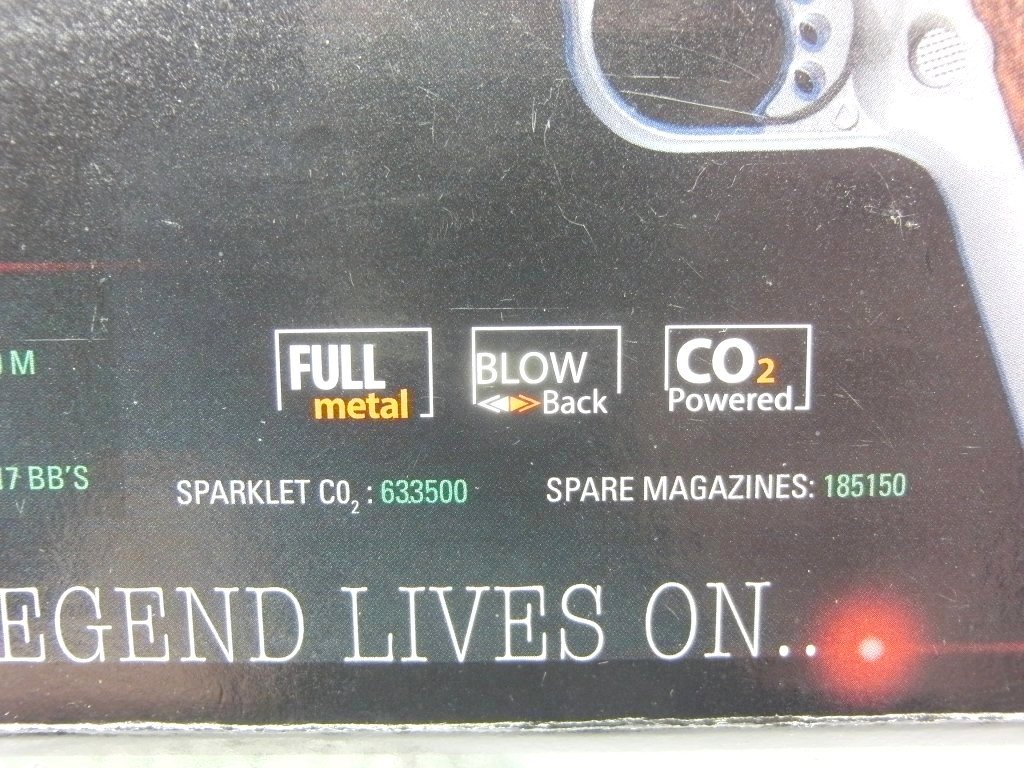 M
FULL metal
BLOW Back
CO2 Powered
17 BB'S
SPARKLET CO2 : 633500
SPARE MAGAZINES: 185150
EGEND LIVES ON..